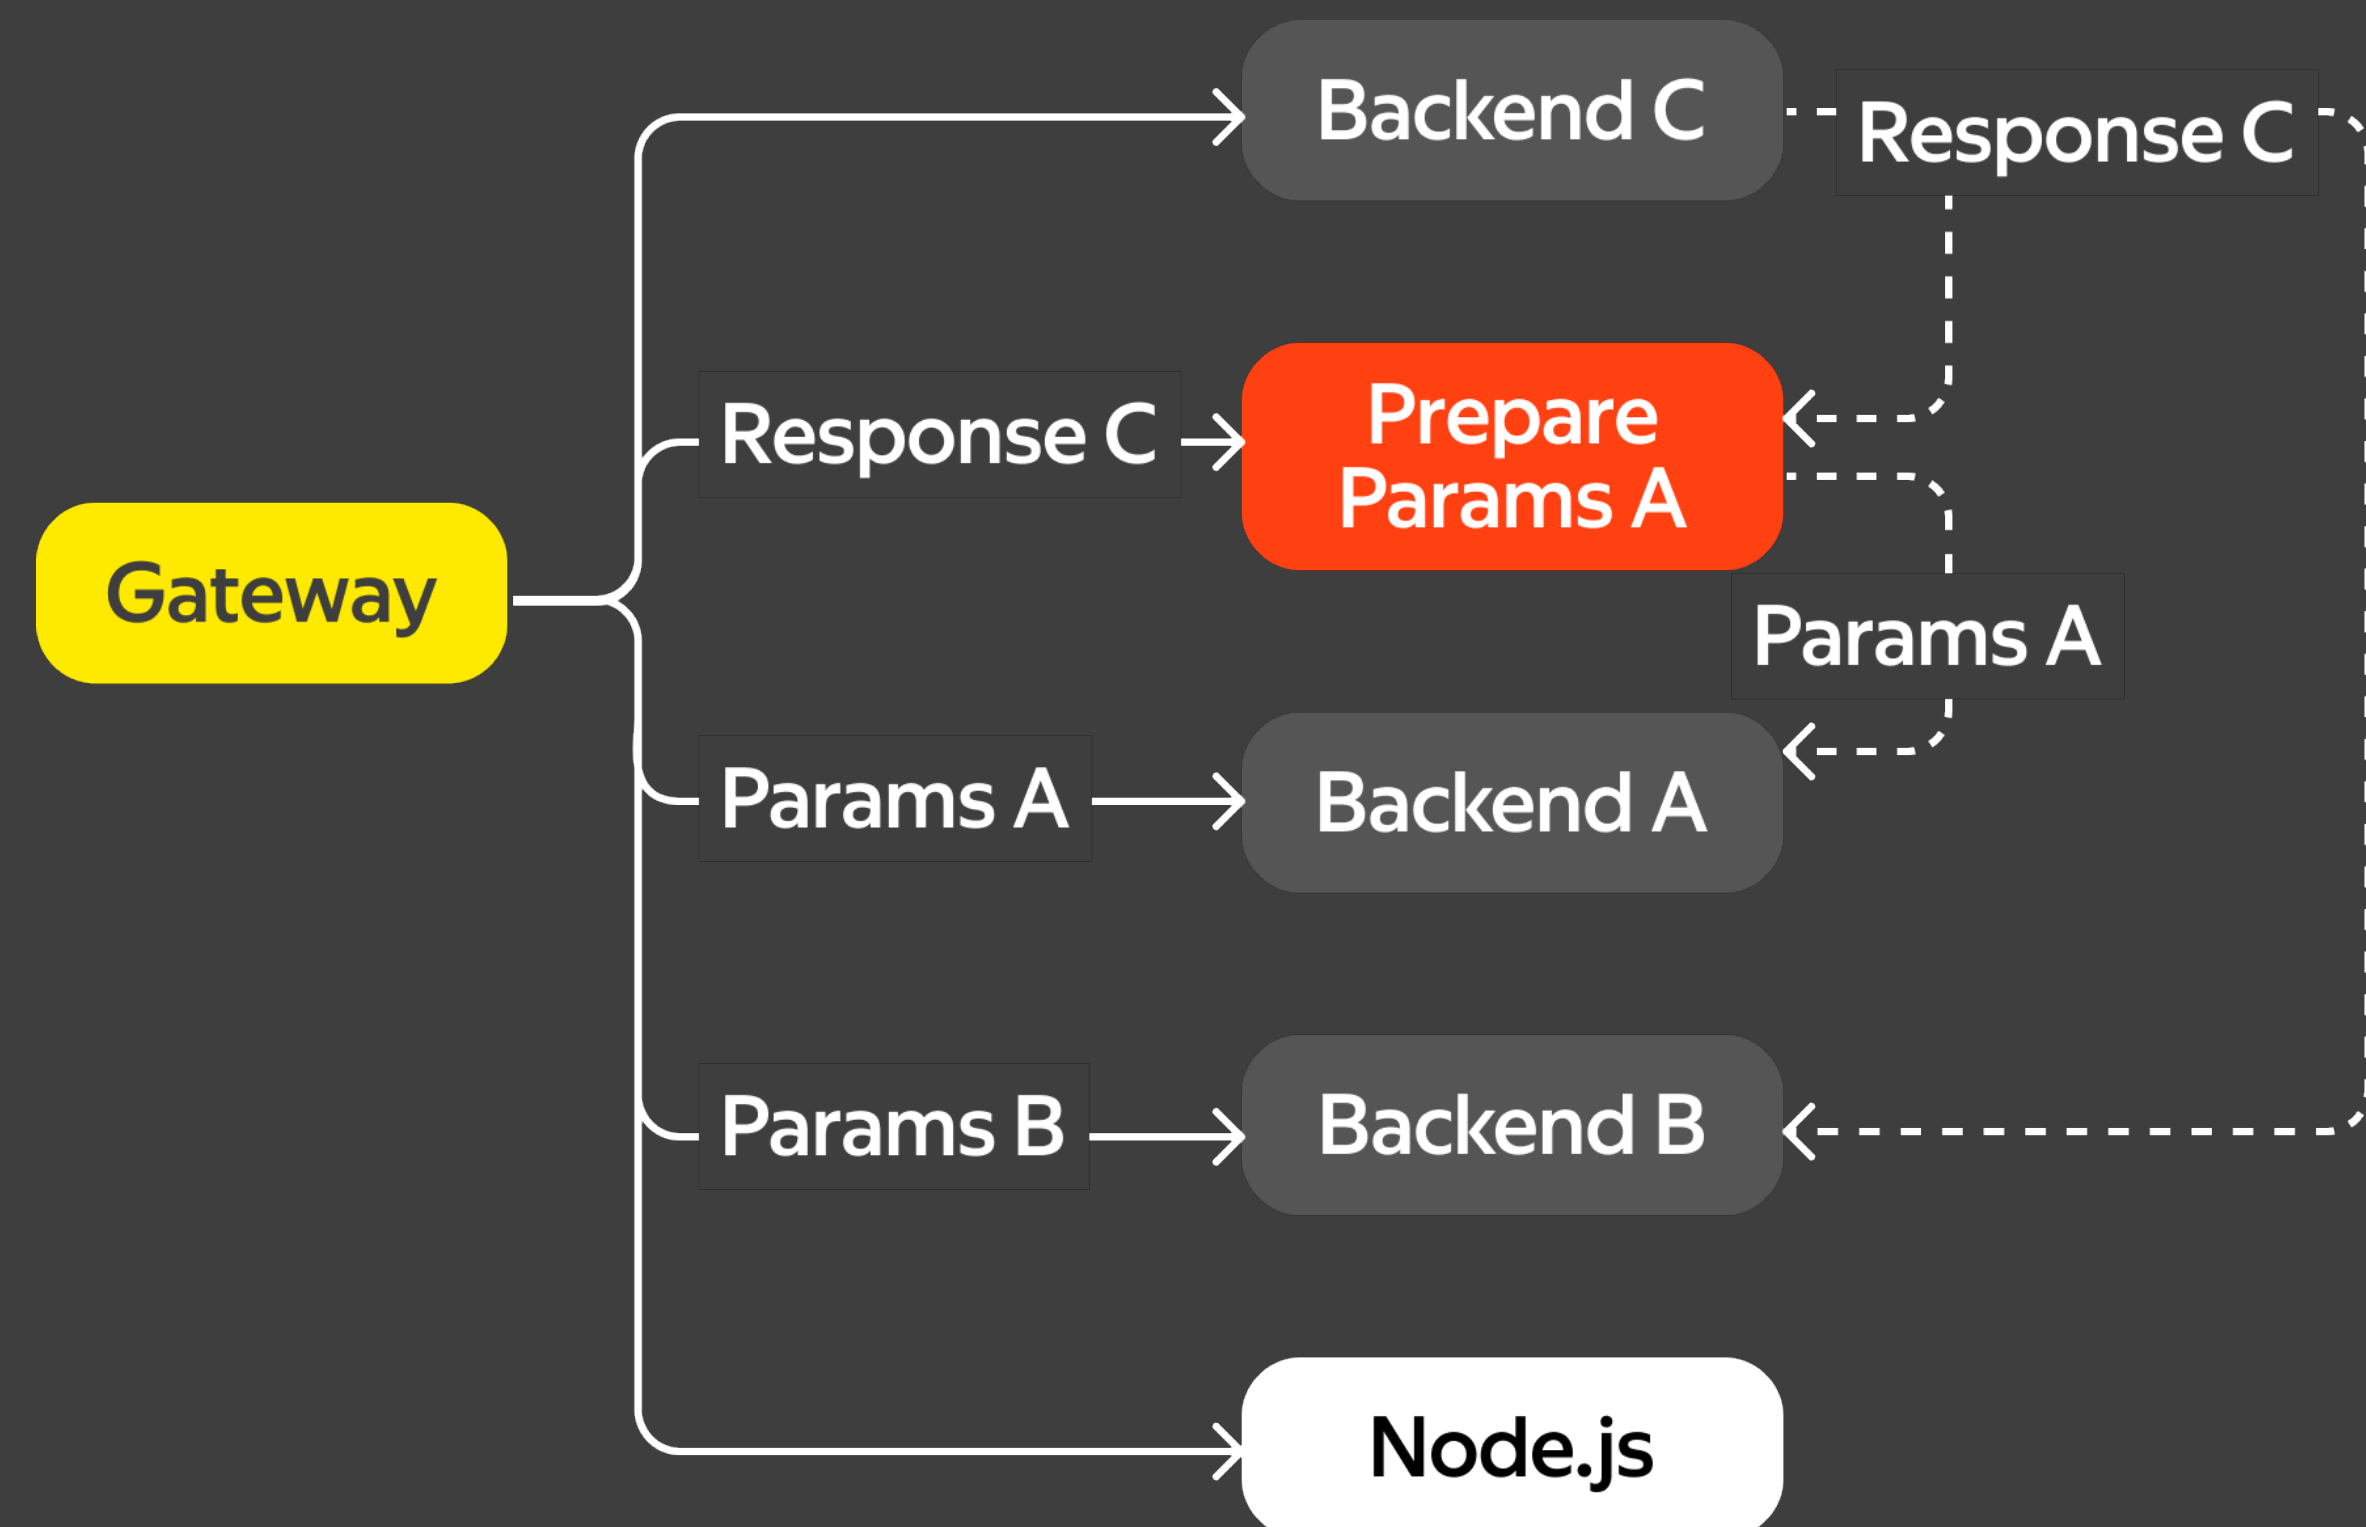 Backend C
Response C
Response C
Prepare
Params A
Gateway
Params A
Params A
Backend A
Params B
Backend B
Node.js